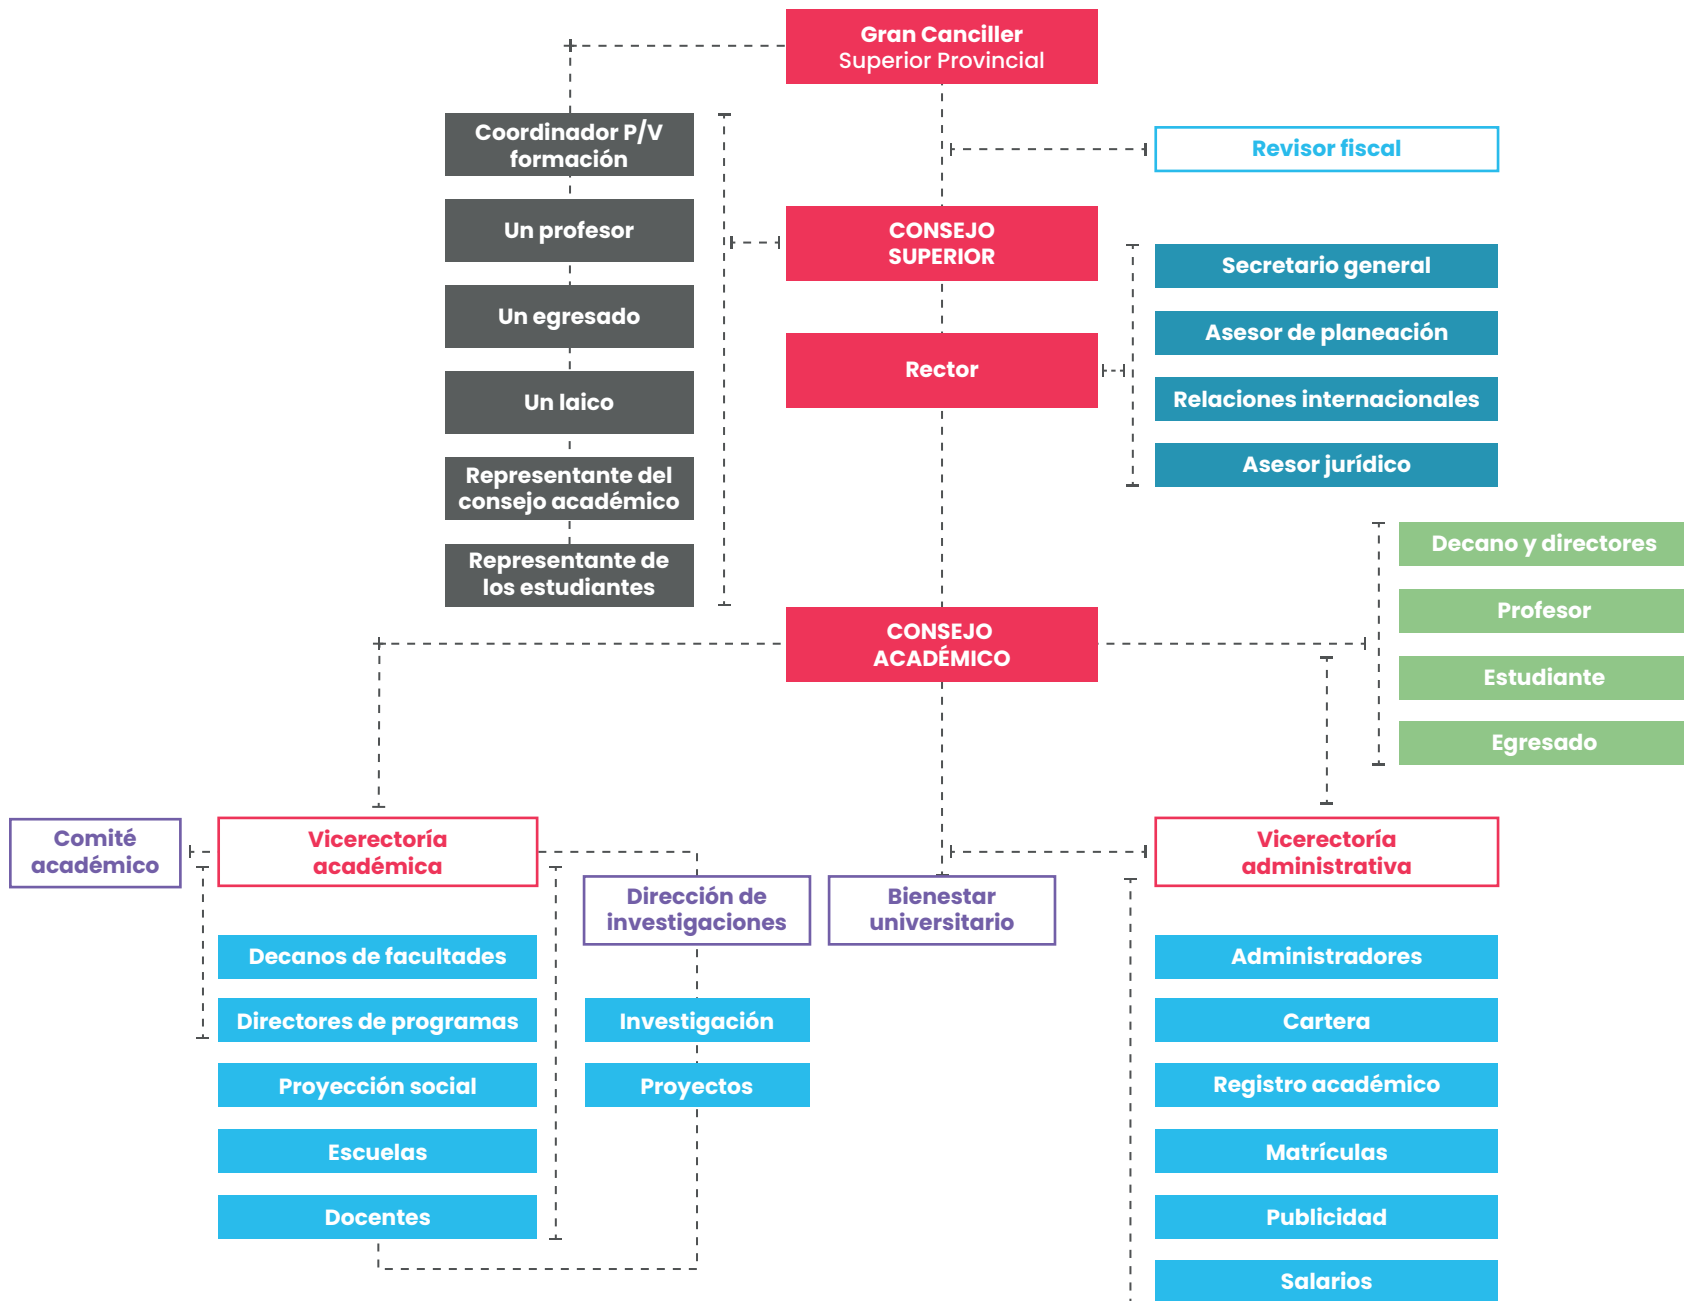 Gran Canciller
Superior Provincial
Coordinador P/V
formación
Un profesor
Un egresado
Un laico
Representante del
consejo académico
Representante de
los estudiantes
Revisor fiscal
CONSEJO
SUPERIOR
Rector
Secretario general
Asesor de planeación
Relaciones internacionales
Asesor jurídico
CONSEJO
ACADÉMICO
Decano y directores
Profesor
Estudiante
Egresado
Comité
académico
Vicerectoría
académica
Decanos de facultades
Directores de programas
Proyección social
Escuelas
Docentes
Dirección de
investigaciones
Investigación
Proyectos
Bienestar
universitario
Vicerectoría
administrativa
Administradores
Cartera
Registro académico
Matrículas
Publicidad
Salarios